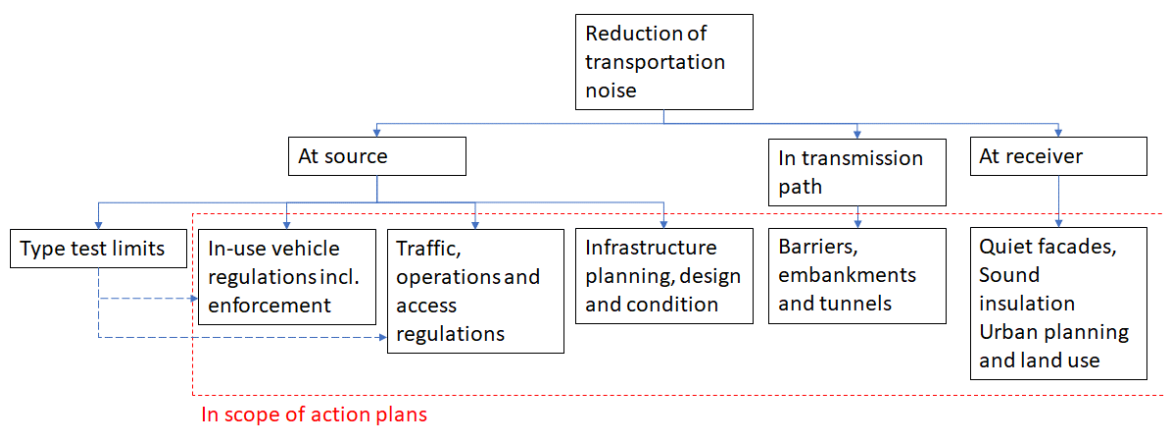 Reduction of
transportation
noise
At source
In transmission
path
At receiver
Type test limits
In-use vehicle
regulations incl.
enforcement
Traffic,
operations and
access
regulations
Infrastructure
planning, design
and condition
Barriers,
embankments
and tunnels
Quiet facades,
Sound
insulation
Urban planning
and land use
In scope of action plans